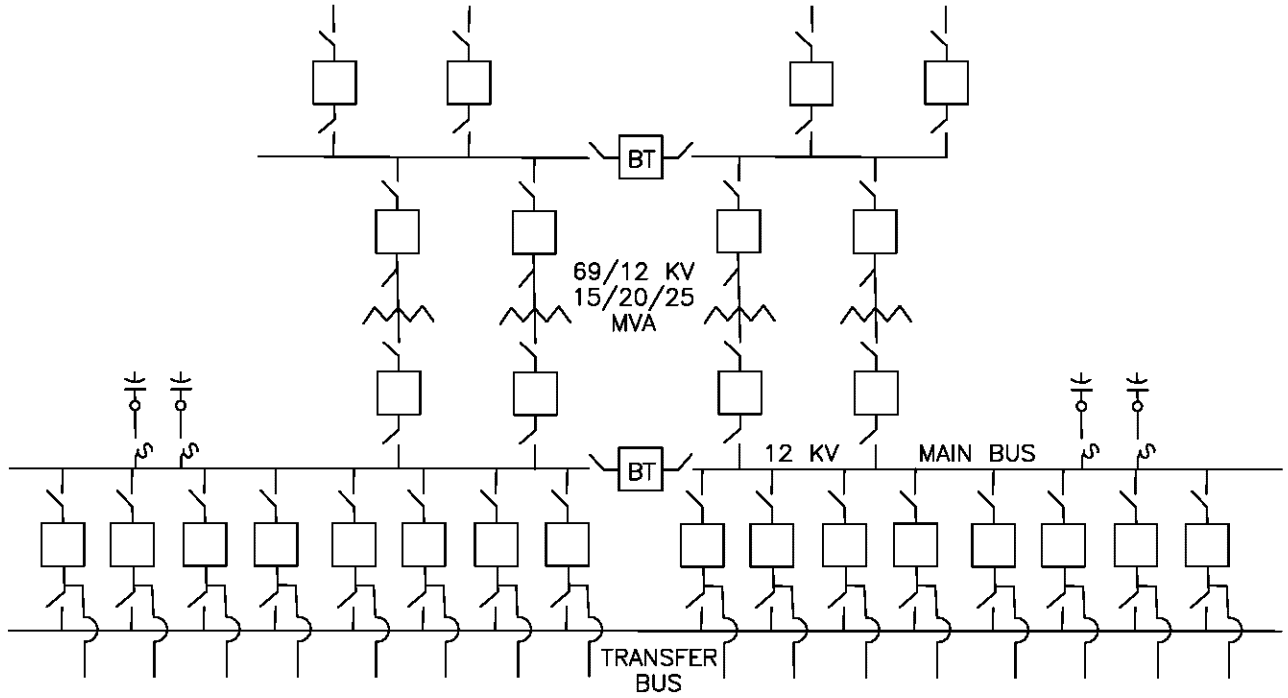 BT
69/12 KV
15/20/25
MVA
BT
12 KV MAIN BUS
TRANSFER
BUS